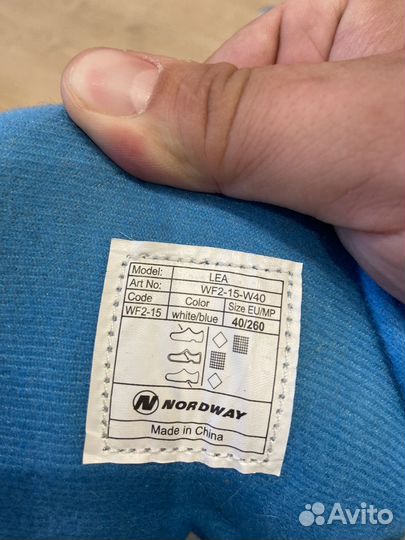 Model: LEA
Art No: WF2-15-W40
Code Color Size EU/MP
WF2-15 white/blue 40/260
NORDWAY
Made in China
Avito